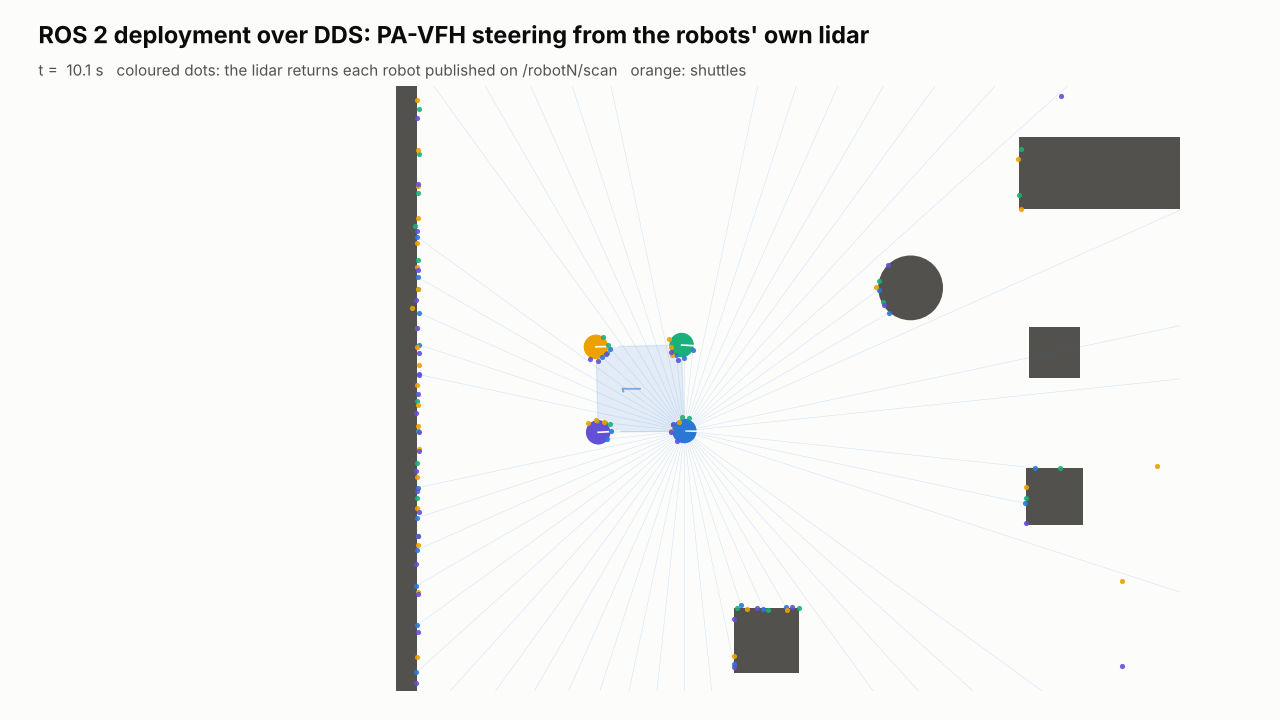 ROS 2 deployment over DDS: PA-VFH steering from the robots' own lidar
t = 10.1 s coloured dots: the lidar returns each robot published on /robotN/scan orange: shuttles
1